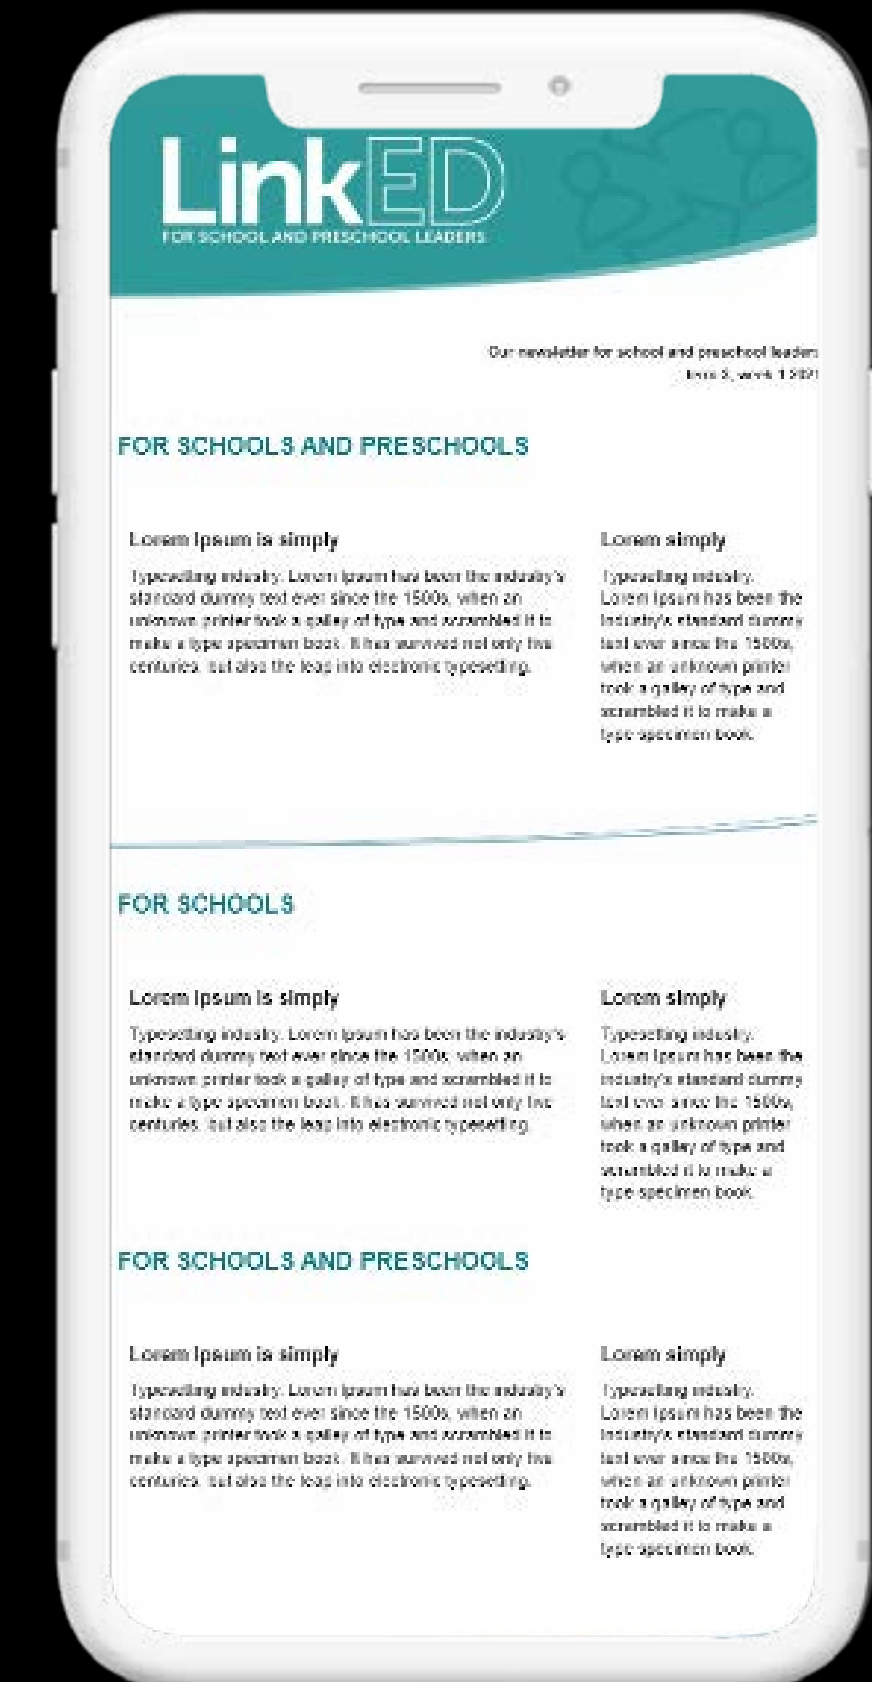 LinkED
FOR SCHOOL AND PRESCHOOL LEADERS
Our newsletter for school and preschool leaders
week 1 2021
FOR SCHOOLS AND PRESCHOOLS
Lorem Ipsum is simply
Typesetting industry. Lorem Ipsum has been the industry's
standard dummy text ever since the 1500s, when an
unknown printer took a galley of type and scrambled it to
make a type specimen book. It has survived not only five
centuries, but also the leap into electronic typesetting.
Lorem simply
Typesetting industry.
Lorem Ipsum has been the
industry's standard dummy
text ever since the 1500s,
when an unknown printer
took a galley of type and
scrambled it to make a
type specimen book.
FOR SCHOOLS
Lorem Ipsum is simply
Typesetting industry. Lorem Ipsum has been the industry's
standard dummy text ever since the 1500s, when an
unknown printer took a galley of type and scrambled it to
make a type specimen book. It has survived not only five
centuries, but also the leap into electronic typesetting.
Lorem simply
Typesetting industry.
Lorem Ipsum has been the
industry's standard dummy
text ever since the 1500s,
when an unknown printer
took a galley of type and
scrambled it to make a
type specimen book.
FOR SCHOOLS AND PRESCHOOLS
Lorem Ipsum is simply
Typesetting industry. Lorem Ipsum has been the industry's
standard dummy text ever since the 1500s, when an
unknown printer took a galley of type and scrambled it to
make a type specimen book. It has survived not only five
centuries, but also the leap into electronic typesetting.
Lorem simply
Typesetting industry.
Lorem Ipsum has been the
industry's standard dummy
text ever since the 1500s,
when an unknown printer
took a galley of type and
scrambled it to make a
type specimen book.